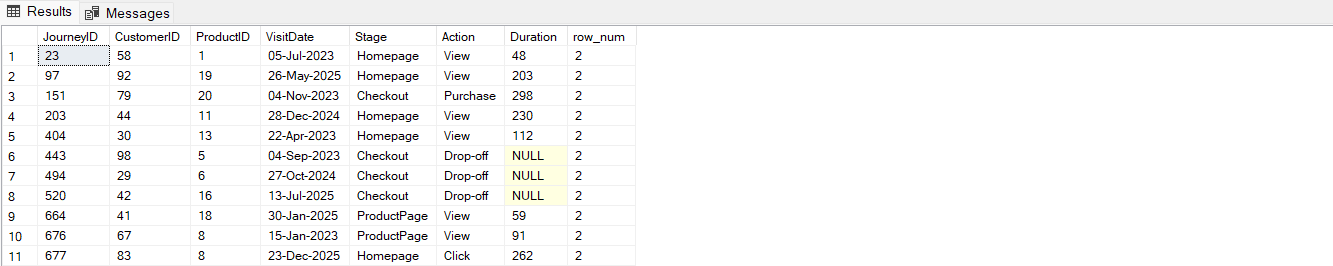 Results Messages
JourneyID CustomerID ProductID VisitDate Stage Action Duration row_num
1 23 58 1 05-Jul-2023 Homepage View 48 2
2 97 92 19 26-May-2025 Homepage View 203 2
3 151 79 20 04-Nov-2023 Checkout Purchase 298 2
4 203 44 11 28-Dec-2024 Homepage View 230 2
5 404 30 13 22-Apr-2023 Homepage View 112 2
6 443 98 5 04-Sep-2023 Checkout Drop-off NULL 2
7 494 29 6 27-Oct-2024 Checkout Drop-off NULL 2
8 520 42 16 13-Jul-2025 Checkout Drop-off NULL 2
9 664 41 18 30-Jan-2025 ProductPage View 59 2
10 676 67 8 15-Jan-2023 ProductPage View 91 2
11 677 83 8 23-Dec-2025 Homepage Click 262 2